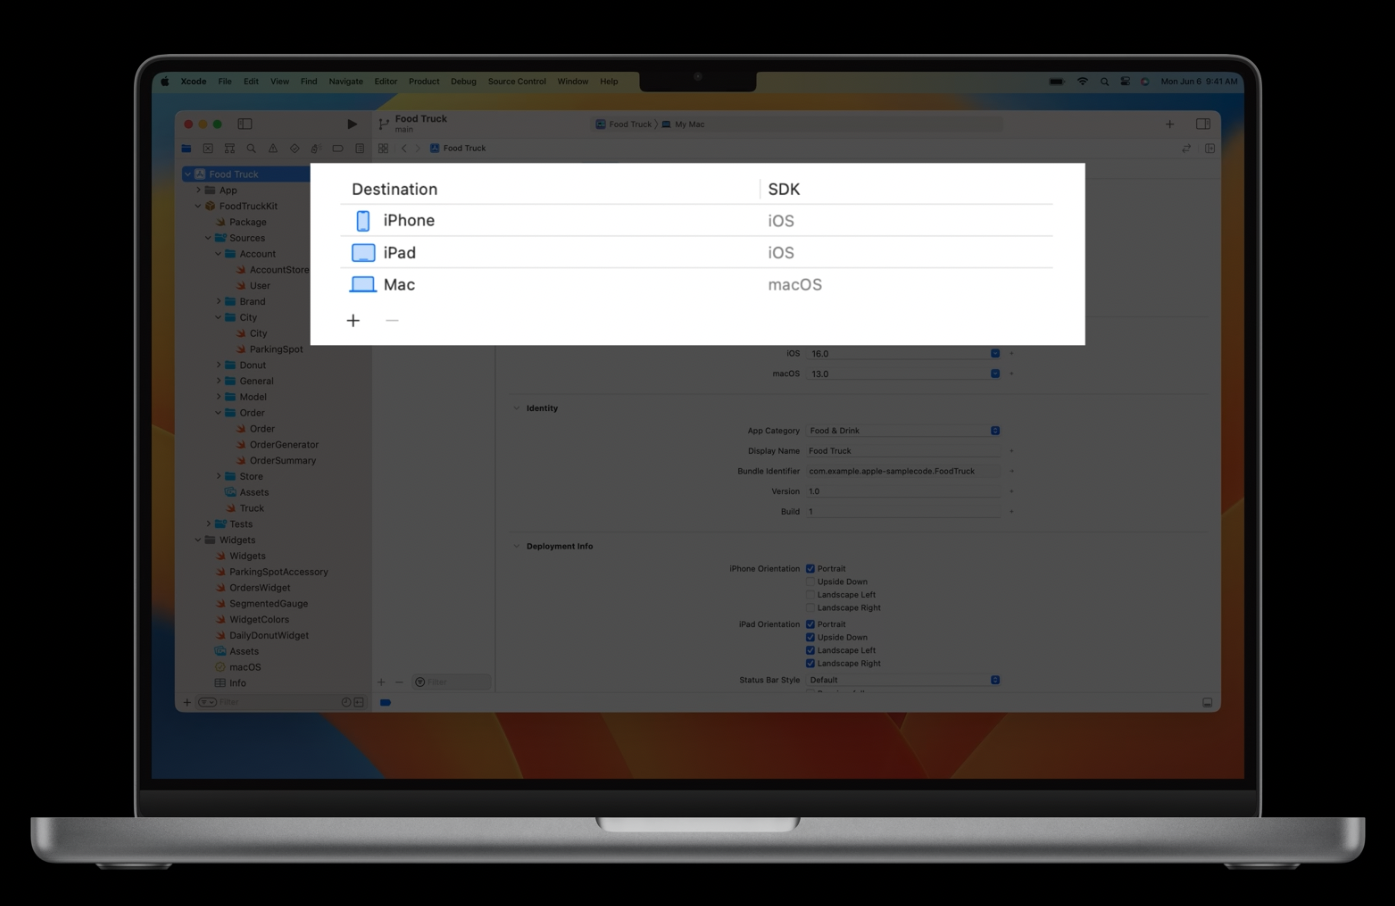 Xcode File Edit View Find Navigate Editor Product Debug Source Control Window Help Mon Jun 6 9:41 AM
Food Truck
main
Food Truck My Mac
Food Truck
Food Truck
App
FoodTruckKit
Package
Sources
Account
AccountStore
User
Brand
City
City
ParkingSpot
Donut
General
Model
Order
Order
OrderGenerator
OrderSummary
Store
Assets
Truck
Tests
Widgets
Widgets
ParkingSpotAccessory
OrdersWidget
SegmentedGauge
WidgetColors
DailyDonutWidget
Assets
macOS
Info
Filter
Destination SDK
iPhone iOS
iPad iOS
Mac macOS
iOS 16.0
macOS 13.0
Identity
App Category Food & Drink
Display Name Food Truck
Bundle Identifier com.example.apple-samplecode.FoodTruck
Version 1.0
Build 1
Deployment Info
iPhone Orientation Portrait
Upside Down
Landscape Left
Landscape Right
iPad Orientation Portrait
Upside Down
Landscape Left
Landscape Right
Status Bar Style Default
Filter